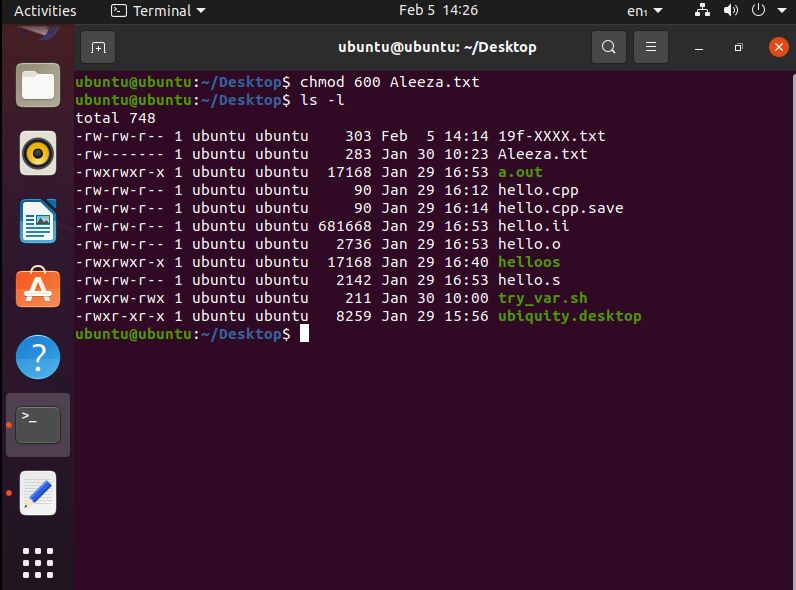 Activities Terminal Feb 5 14:26 en₁
ubuntu@ubuntu: ~/Desktop
ubuntu@ubuntu:~/Desktop$ chmod 600 Aleeza.txt
ubuntu@ubuntu:~/Desktop$ ls -l
total 748
-rw-rw-r-- 1 ubuntu ubuntu    303 Feb  5 14:14 19f-XXXX.txt
-rw------- 1 ubuntu ubuntu    283 Jan 30 10:23 Aleeza.txt
-rwxrwxr-x 1 ubuntu ubuntu  17168 Jan 29 16:53 a.out
-rw-rw-r-- 1 ubuntu ubuntu     90 Jan 29 16:12 hello.cpp
-rw-rw-r-- 1 ubuntu ubuntu     90 Jan 29 16:14 hello.cpp.save
-rw-rw-r-- 1 ubuntu ubuntu 681668 Jan 29 16:53 hello.ii
-rw-rw-r-- 1 ubuntu ubuntu   2736 Jan 29 16:53 hello.o
-rwxrwxr-x 1 ubuntu ubuntu  17168 Jan 29 16:40 helloos
-rw-rw-r-- 1 ubuntu ubuntu   2142 Jan 29 16:53 hello.s
-rwxrw-rwx 1 ubuntu ubuntu    211 Jan 30 10:00 try_var.sh
-rwxr-xr-x 1 ubuntu ubuntu   8259 Jan 29 15:56 ubiquity.desktop
ubuntu@ubuntu:~/Desktop$